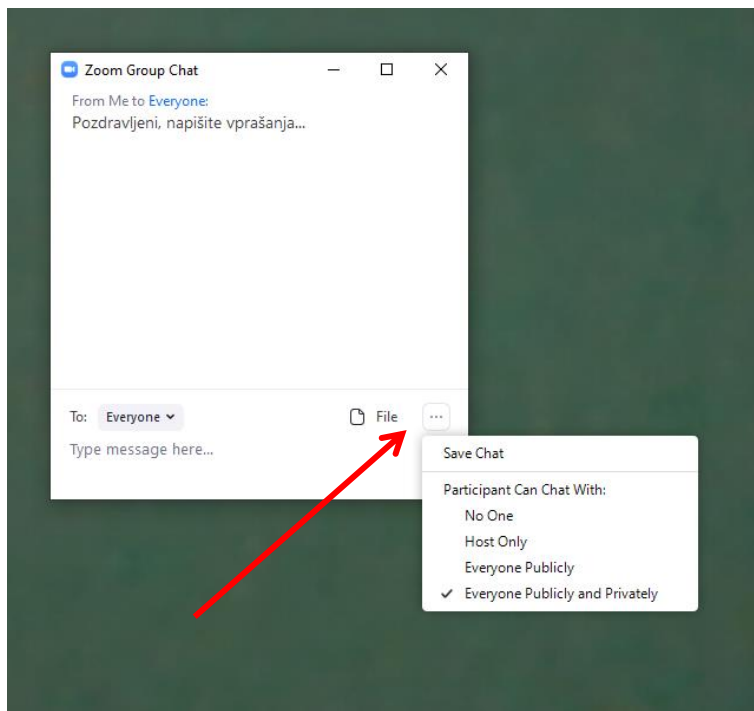 Zoom Group Chat
From Me to Everyone:
Pozdravljeni, napišite vprašanja...
To: Everyone File ...
Type message here...
Save Chat
Participant Can Chat With:
No One
Host Only
Everyone Publicly
Everyone Publicly and Privately